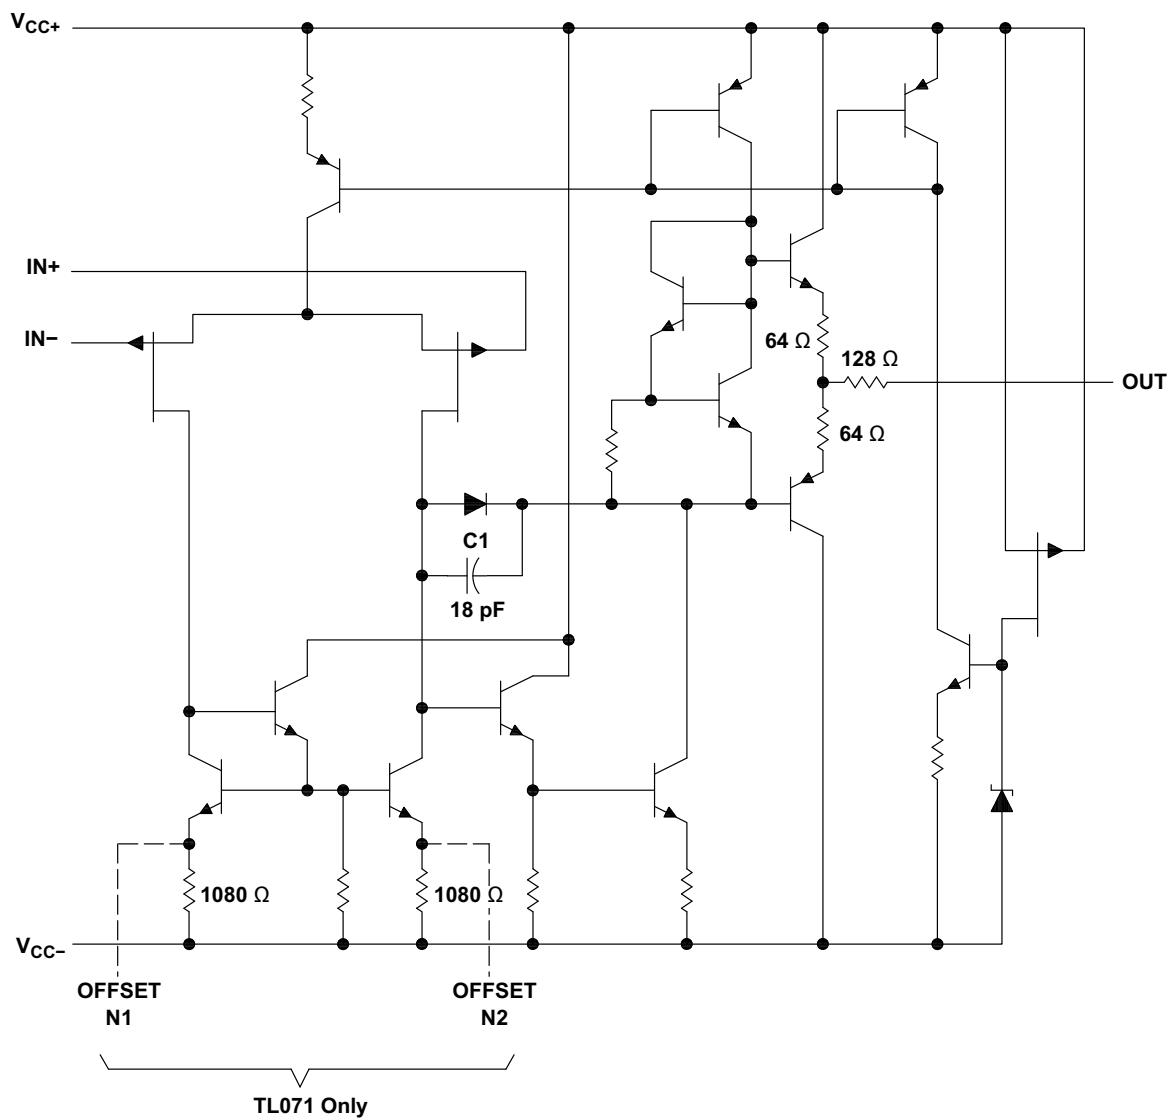 VCC+
IN+
IN−
64 Ω
128 Ω
OUT
64 Ω
C1
18 pF
1080 Ω
1080 Ω
VCC−
OFFSET
N1
OFFSET
N2
TL071 Only